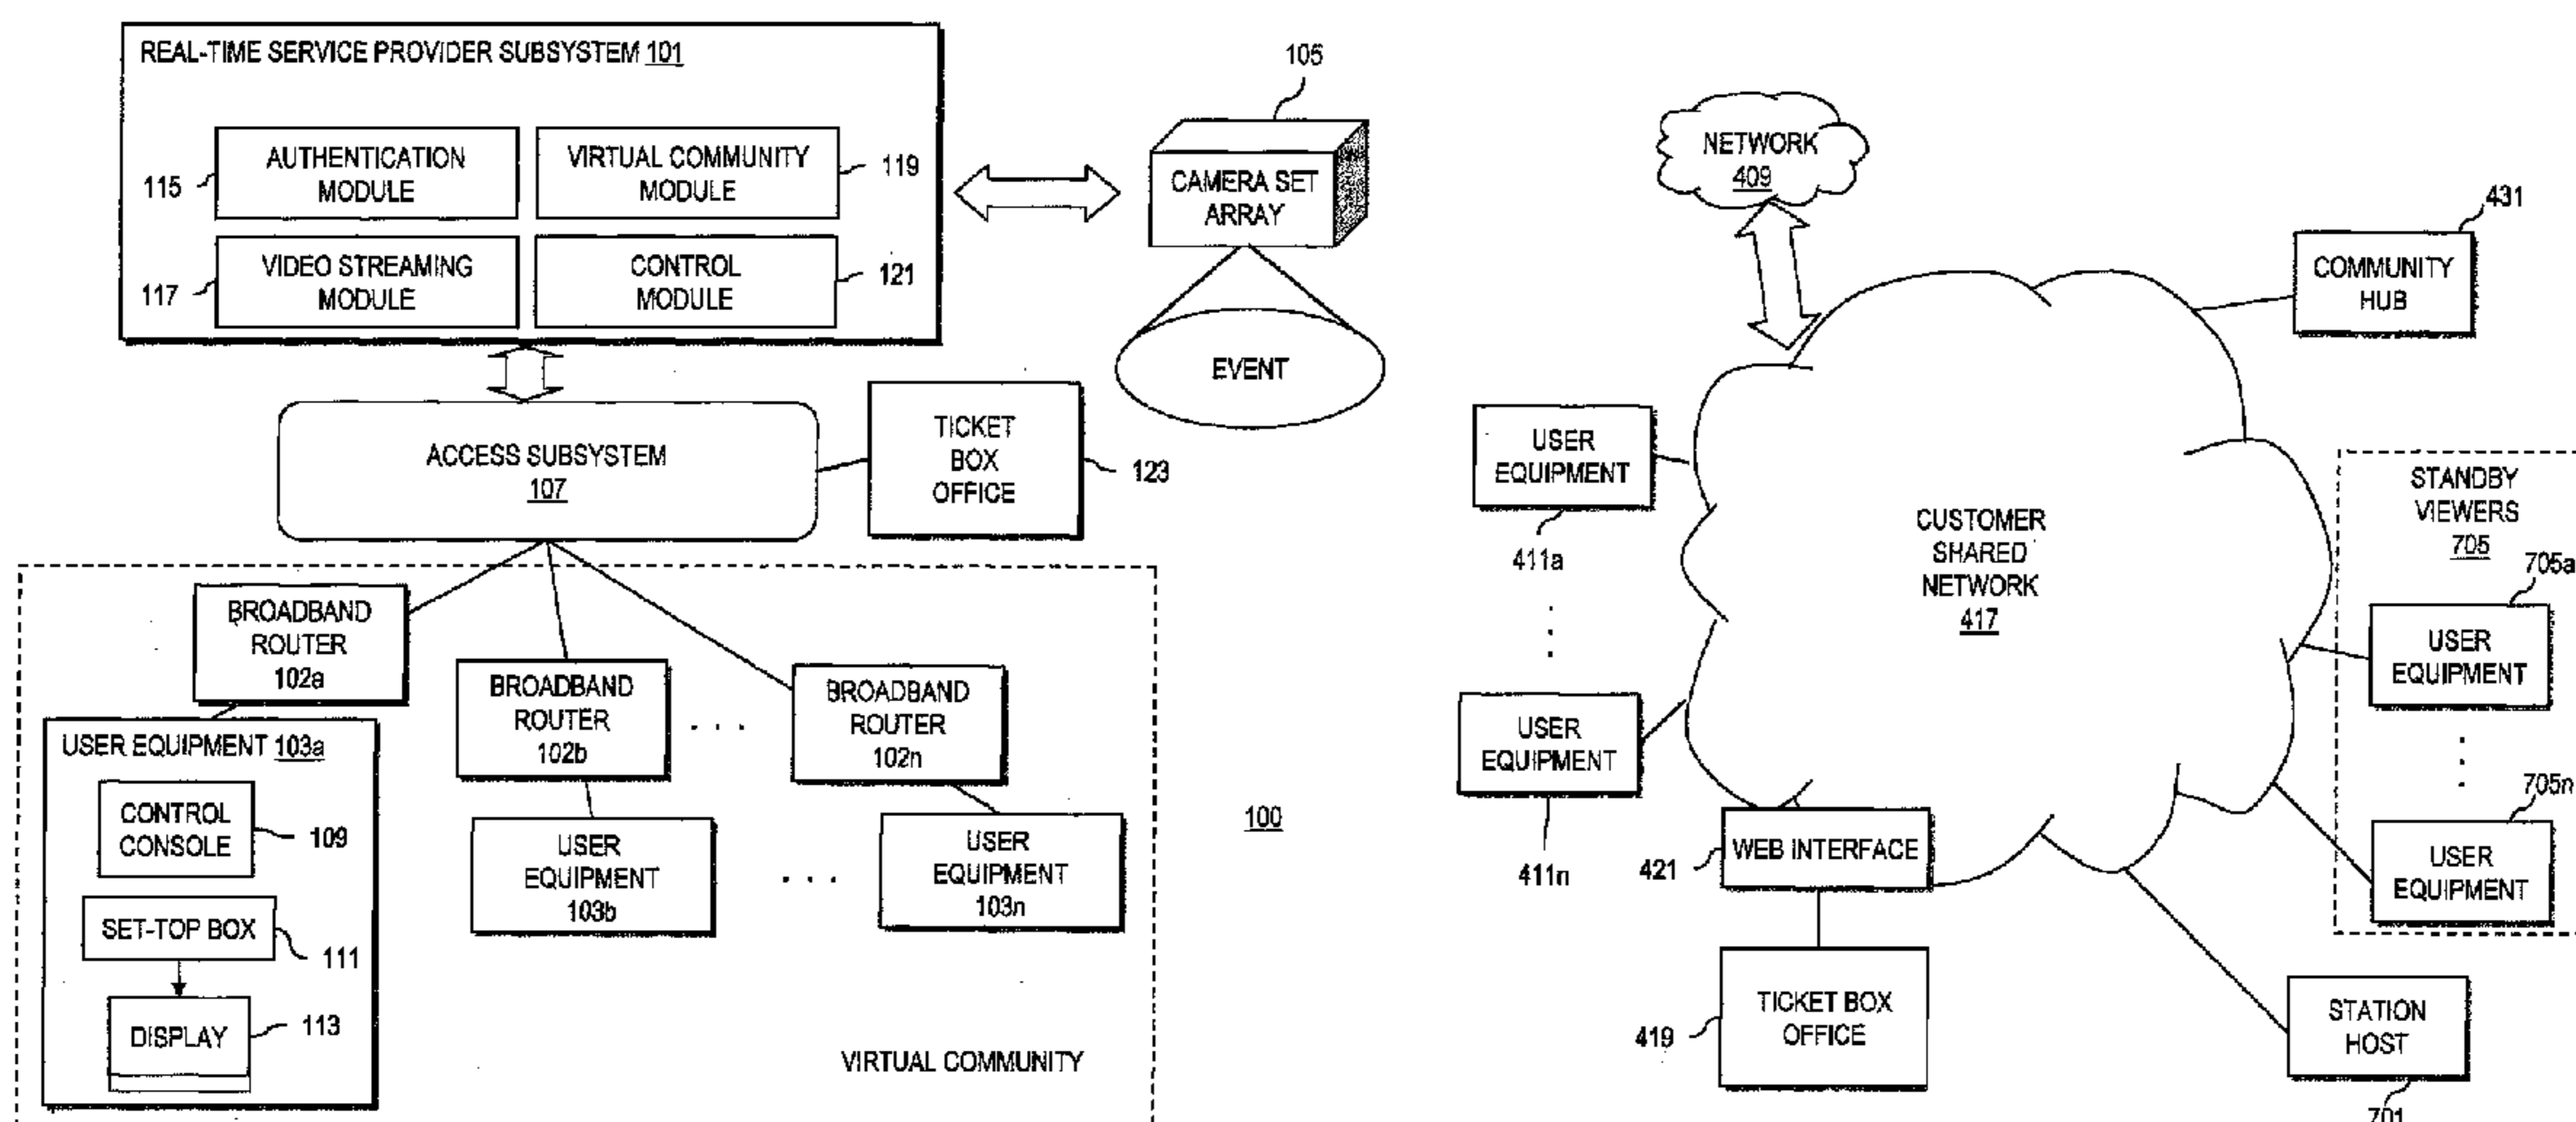 REAL-TIME SERVICE PROVIDER SUBSYSTEM 101
AUTHENTICATION
MODULE
115
VIRTUAL COMMUNITY
MODULE
119
VIDEO STREAMING
MODULE
117
CONTROL
MODULE
121
105
CAMERA SET
ARRAY
EVENT
ACCESS SUBSYSTEM
107
TICKET
BOX
OFFICE
123
BROADBAND
ROUTER
102a
BROADBAND
ROUTER
102b
. . .
BROADBAND
ROUTER
102n
USER EQUIPMENT 103a
CONTROL
CONSOLE
109
SET-TOP BOX
111
DISPLAY
113
USER
EQUIPMENT
103b
. . .
USER
EQUIPMENT
103n
VIRTUAL COMMUNITY
100
NETWORK
409
431
COMMUNITY
HUB
USER
EQUIPMENT
411a
USER
EQUIPMENT
411n
CUSTOMER
SHARED
NETWORK
417
STANDBY
VIEWERS
705
705a
USER
EQUIPMENT
705n
USER
EQUIPMENT
WEB INTERFACE
421
TICKET BOX
OFFICE
419
STATION
HOST
701